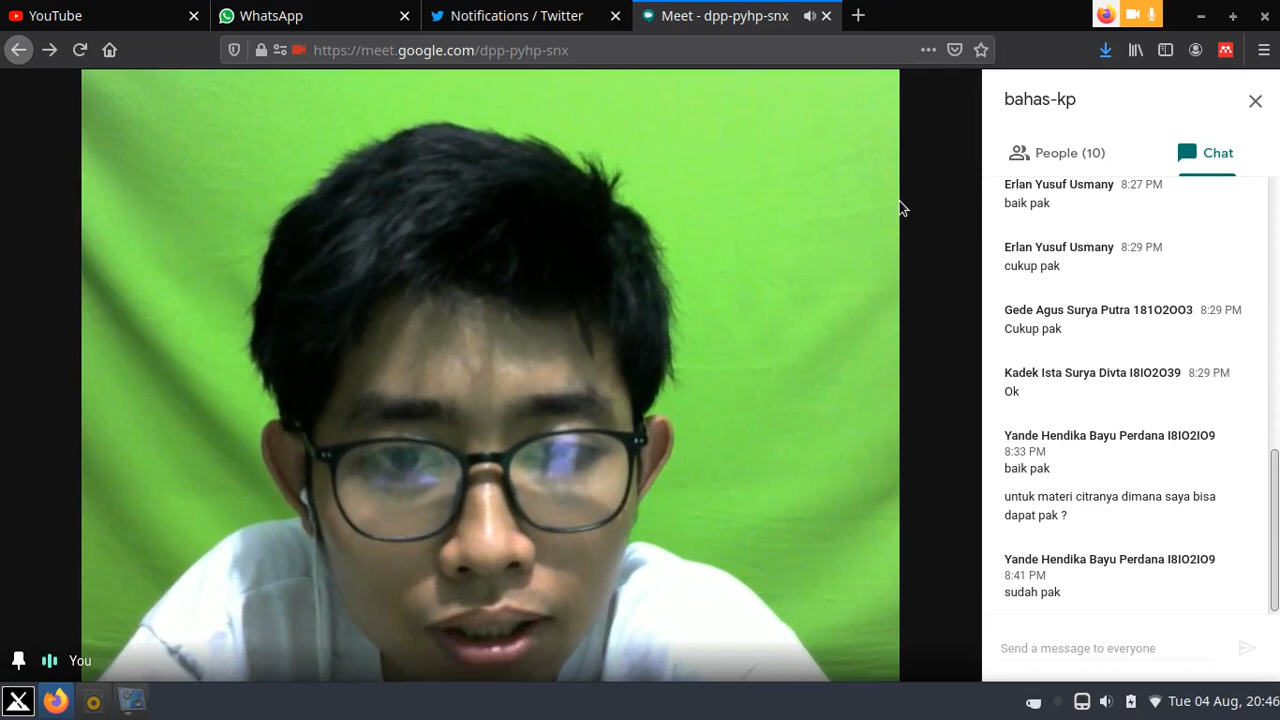 YouTube
WhatsApp
Notifications / Twitter
Meet - dpp-pyhp-snx
https://meet.google.com/dpp-pyhp-snx
bahas-kp
People (10)
Chat
Erlan Yusuf Usmany 8:27 PM
baik pak
Erlan Yusuf Usmany 8:29 PM
cukup pak
Gede Agus Surya Putra 181O2OO3 8:29 PM
Cukup pak
Kadek Ista Surya Divta I8IO2O39 8:29 PM
Ok
Yande Hendika Bayu Perdana I8IO2IO9
8:33 PM
baik pak
untuk materi citranya dimana saya bisa
dapat pak ?
Yande Hendika Bayu Perdana I8IO2IO9
8:41 PM
sudah pak
Send a message to everyone
You
Tue 04 Aug, 20:46